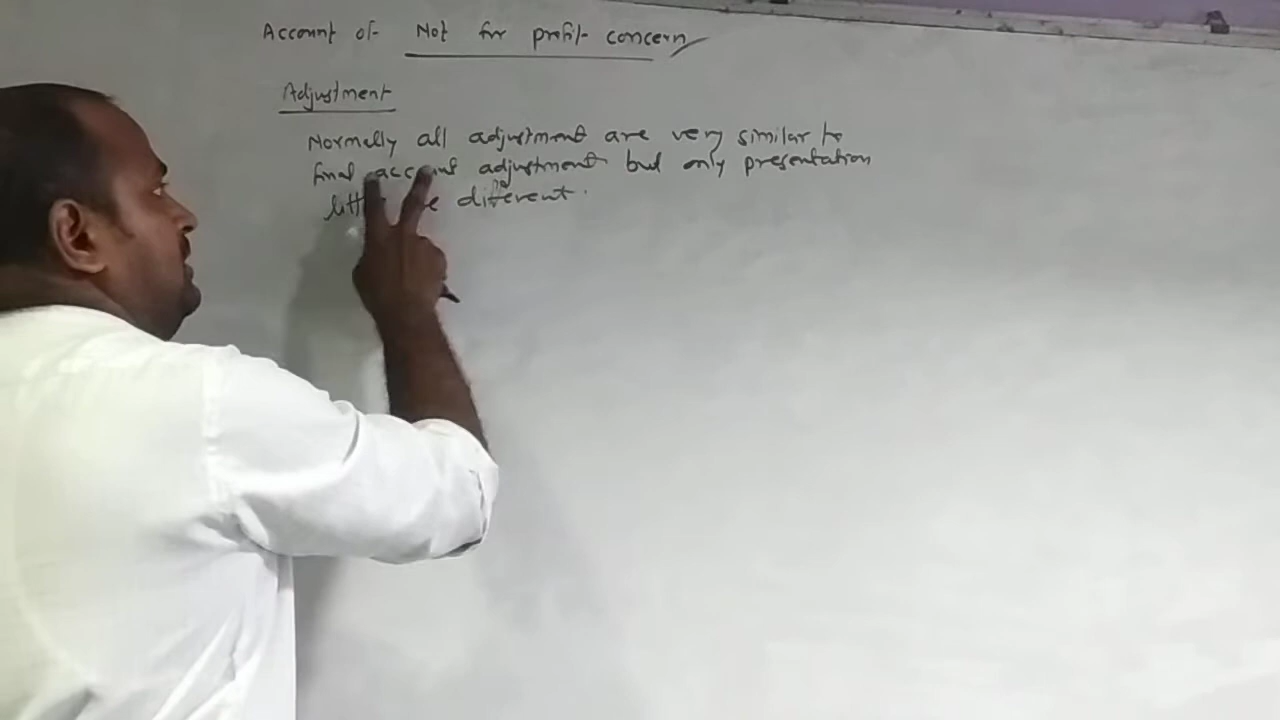 Account of Not for profit concern
Adjustment
Normally all adjustment are very similar to
final account adjustment but only presentation
different.